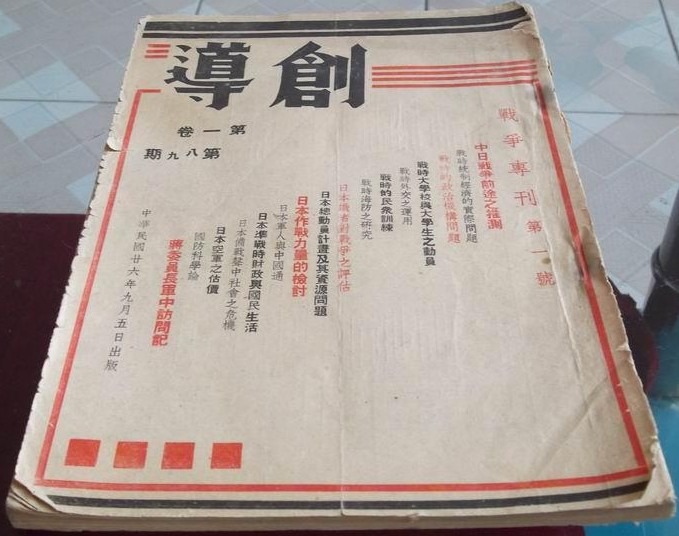 創導
第一卷
第八九期
戰爭專刊第一號
中日戰爭前途之推測
戰時統制經濟的實際問題
戰時的政治機構問題
戰時大學校與大學生之動員
戰時外交之運用
戰時的民衆訓練
戰時海防之研究
日本識者對戰爭之評估
日本總動員計畫及其資源問題
日本作戰力量的檢討
日本軍人與中國通
日本準戰時財政與國民生活
日本備戰聲中社會之危機
日本空軍之估價
國防科學論
蔣委員長軍中訪問記
中華民國廿六年九月五日出版